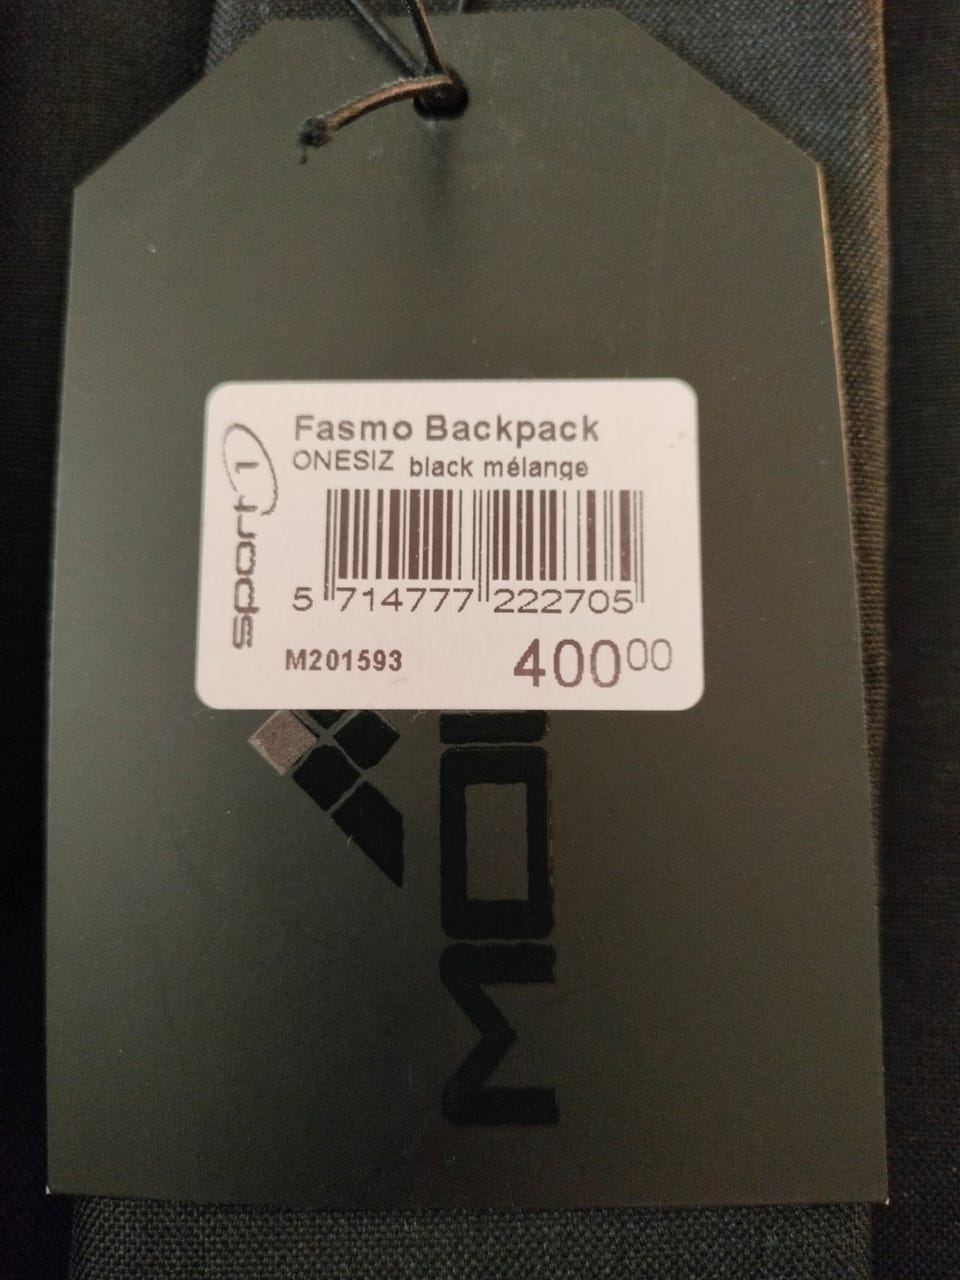 Fasmo Backpack
ONESIZ black mélange
sport 1
5 714777 222705
M201593 400 00